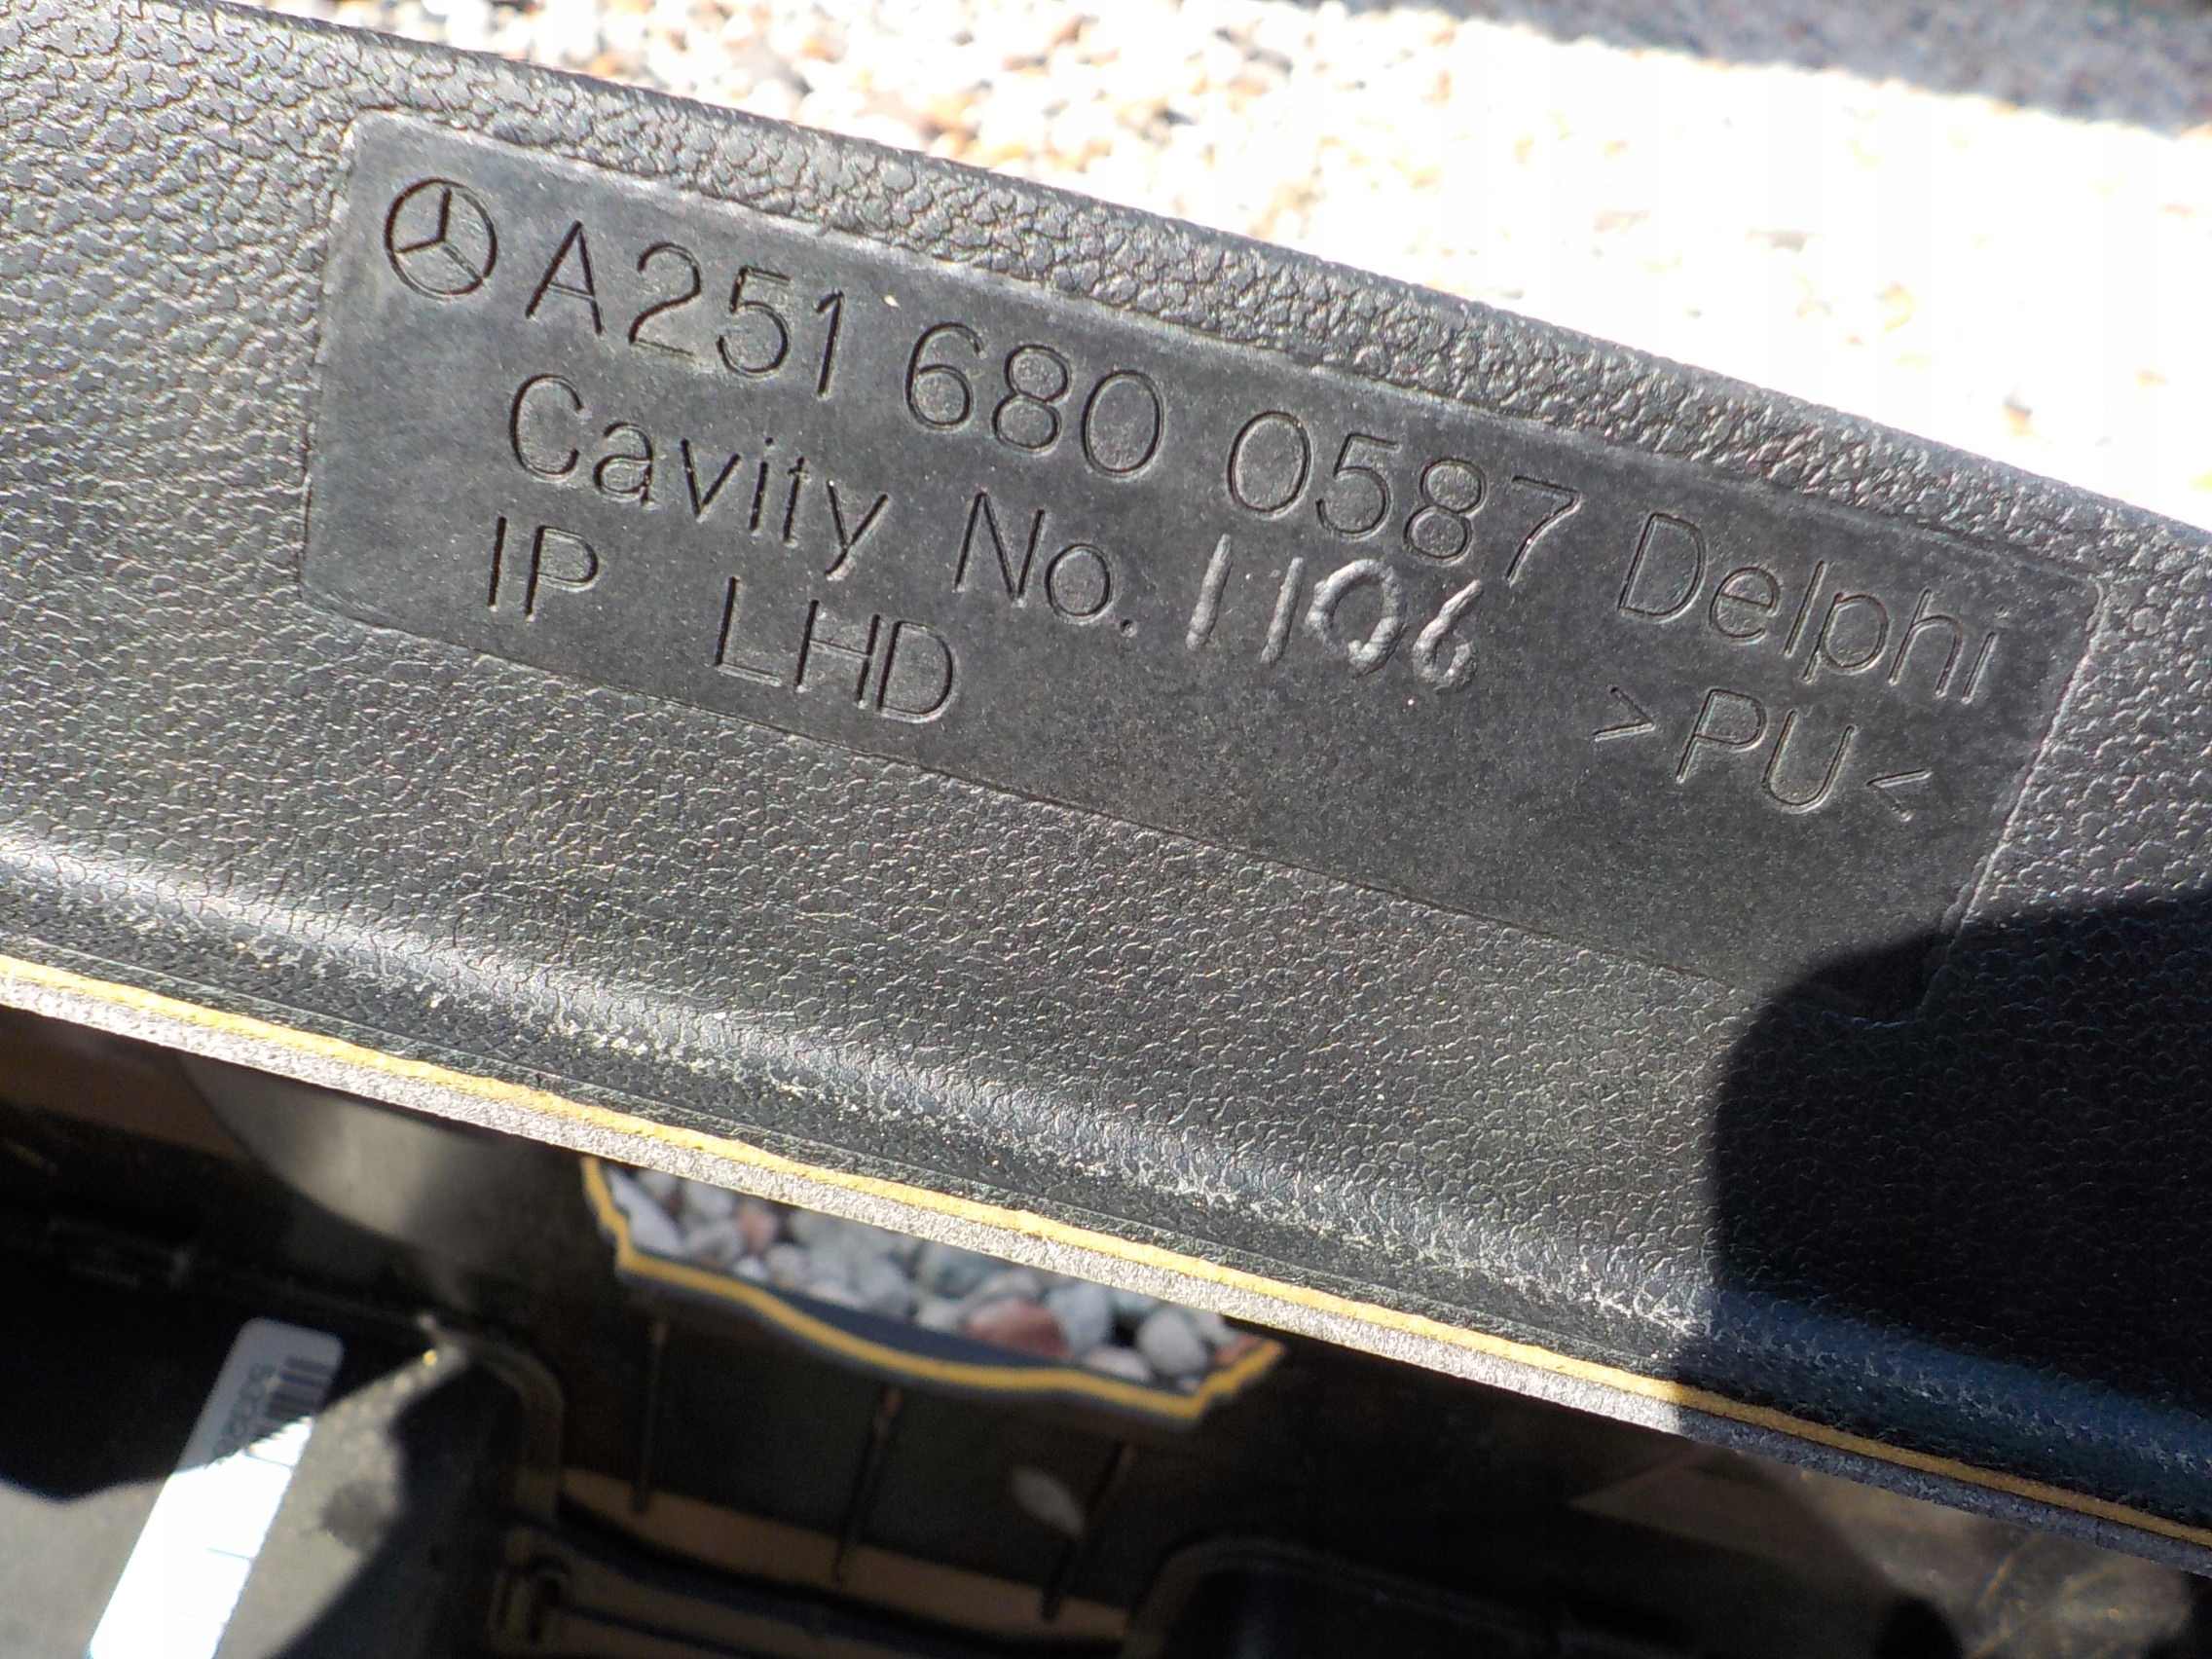 A251 680 0587 Delphi
Cavity No. 1106 >PU<
IP LHD